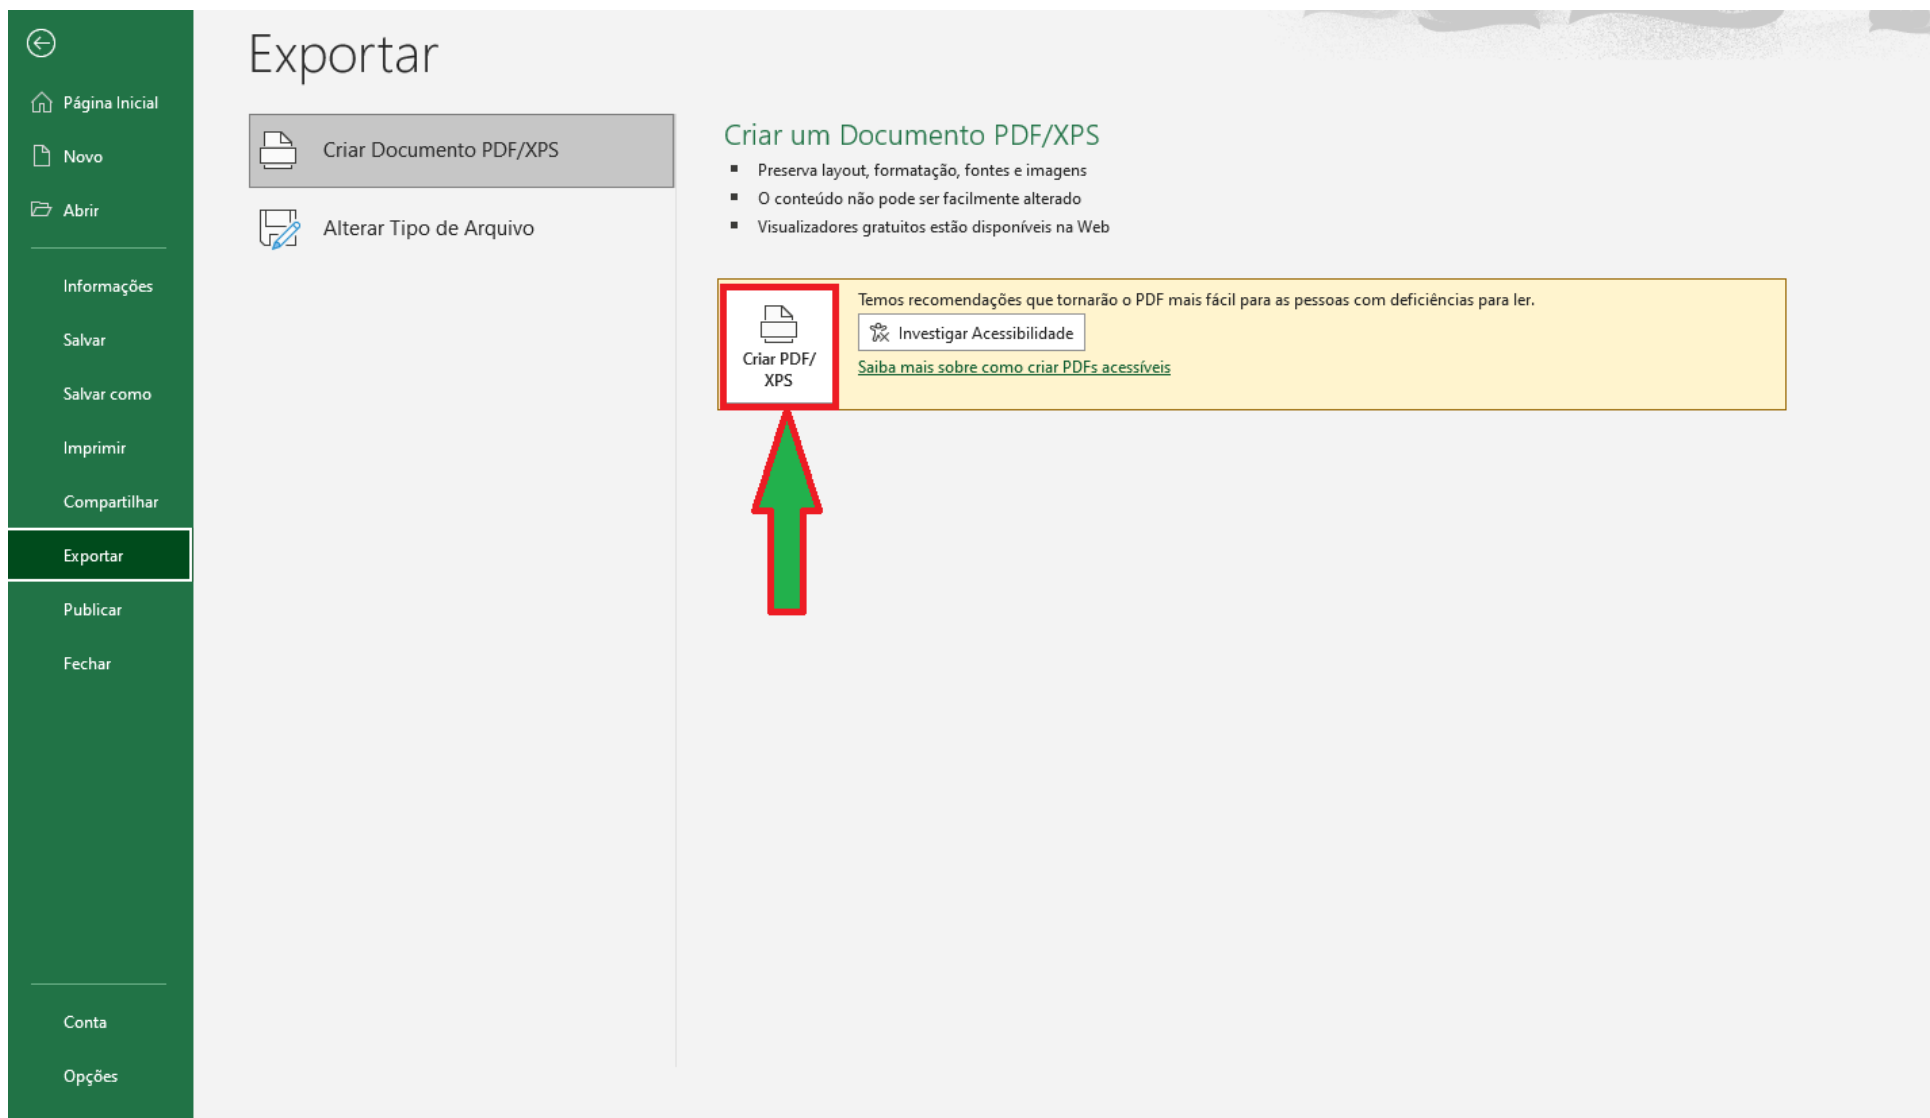 Exportar
Página Inicial
Novo
Abrir
Informações
Salvar
Salvar como
Imprimir
Compartilhar
Exportar
Publicar
Fechar
Conta
Opções
Criar Documento PDF/XPS
Alterar Tipo de Arquivo
Criar um Documento PDF/XPS
Preserva layout, formatação, fontes e imagens
O conteúdo não pode ser facilmente alterado
Visualizadores gratuitos estão disponíveis na Web
Criar PDF/
XPS
Temos recomendações que tornarão o PDF mais fácil para as pessoas com deficiências para ler.
Investigar Acessibilidade
Saiba mais sobre como criar PDFs acessíveis